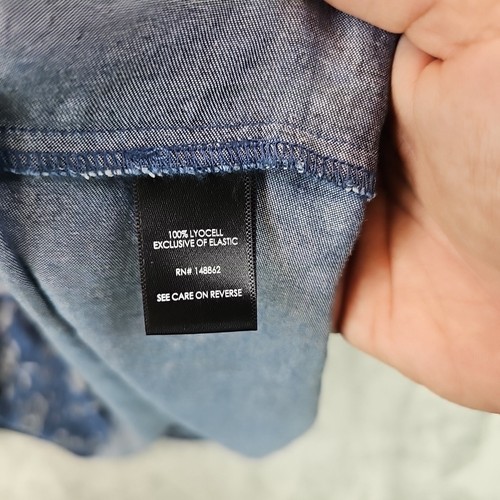 100% LYOCELL
EXCLUSIVE OF ELASTIC
RN# 148862
SEE CARE ON REVERSE